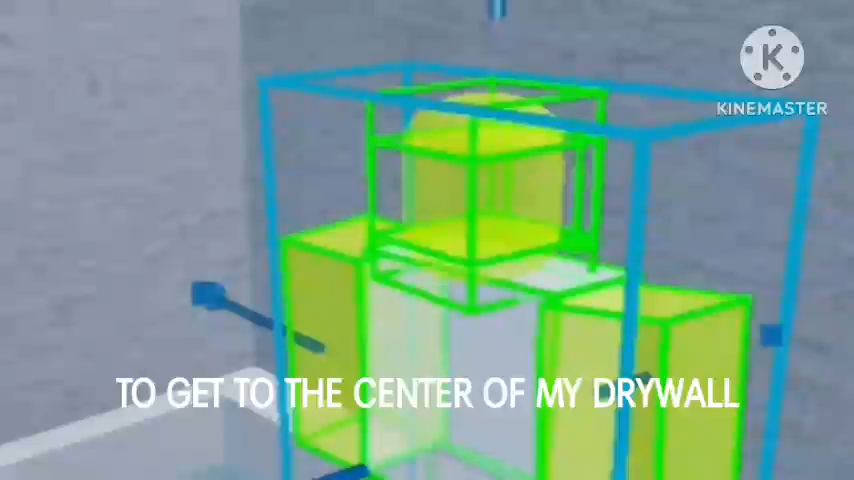 K
KINEMASTER
TO GET TO THE CENTER OF MY DRYWALL